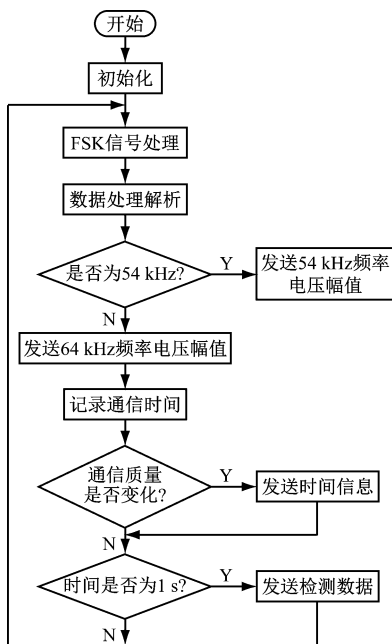 开始
初始化
FSK信号处理
数据处理解析
是否为54 kHz?
Y
发送54 kHz频率
电压幅值
N
发送64 kHz频率电压幅值
记录通信时间
通信质量
是否变化?
Y
发送时间信息
N
时间是否为1 s?
Y
发送检测数据
N